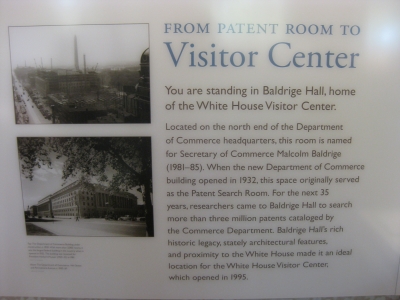 FROM PATENT ROOM TO
Visitor Center
You are standing in Baldrige Hall, home
of the White House Visitor Center.
Located on the north end of the Department
of Commerce headquarters, this room is named
for Secretary of Commerce Malcolm Baldrige
(1981–85). When the new Department of Commerce
building opened in 1932, this space originally served
as the Patent Search Room. For the next 35
years, researchers came to Baldrige Hall to search
more than three million patents cataloged by
the Commerce Department. Baldrige Hall's rich
historic legacy, stately architectural features,
and proximity to the White House made it an ideal
location for the White House Visitor Center,
which opened in 1995.